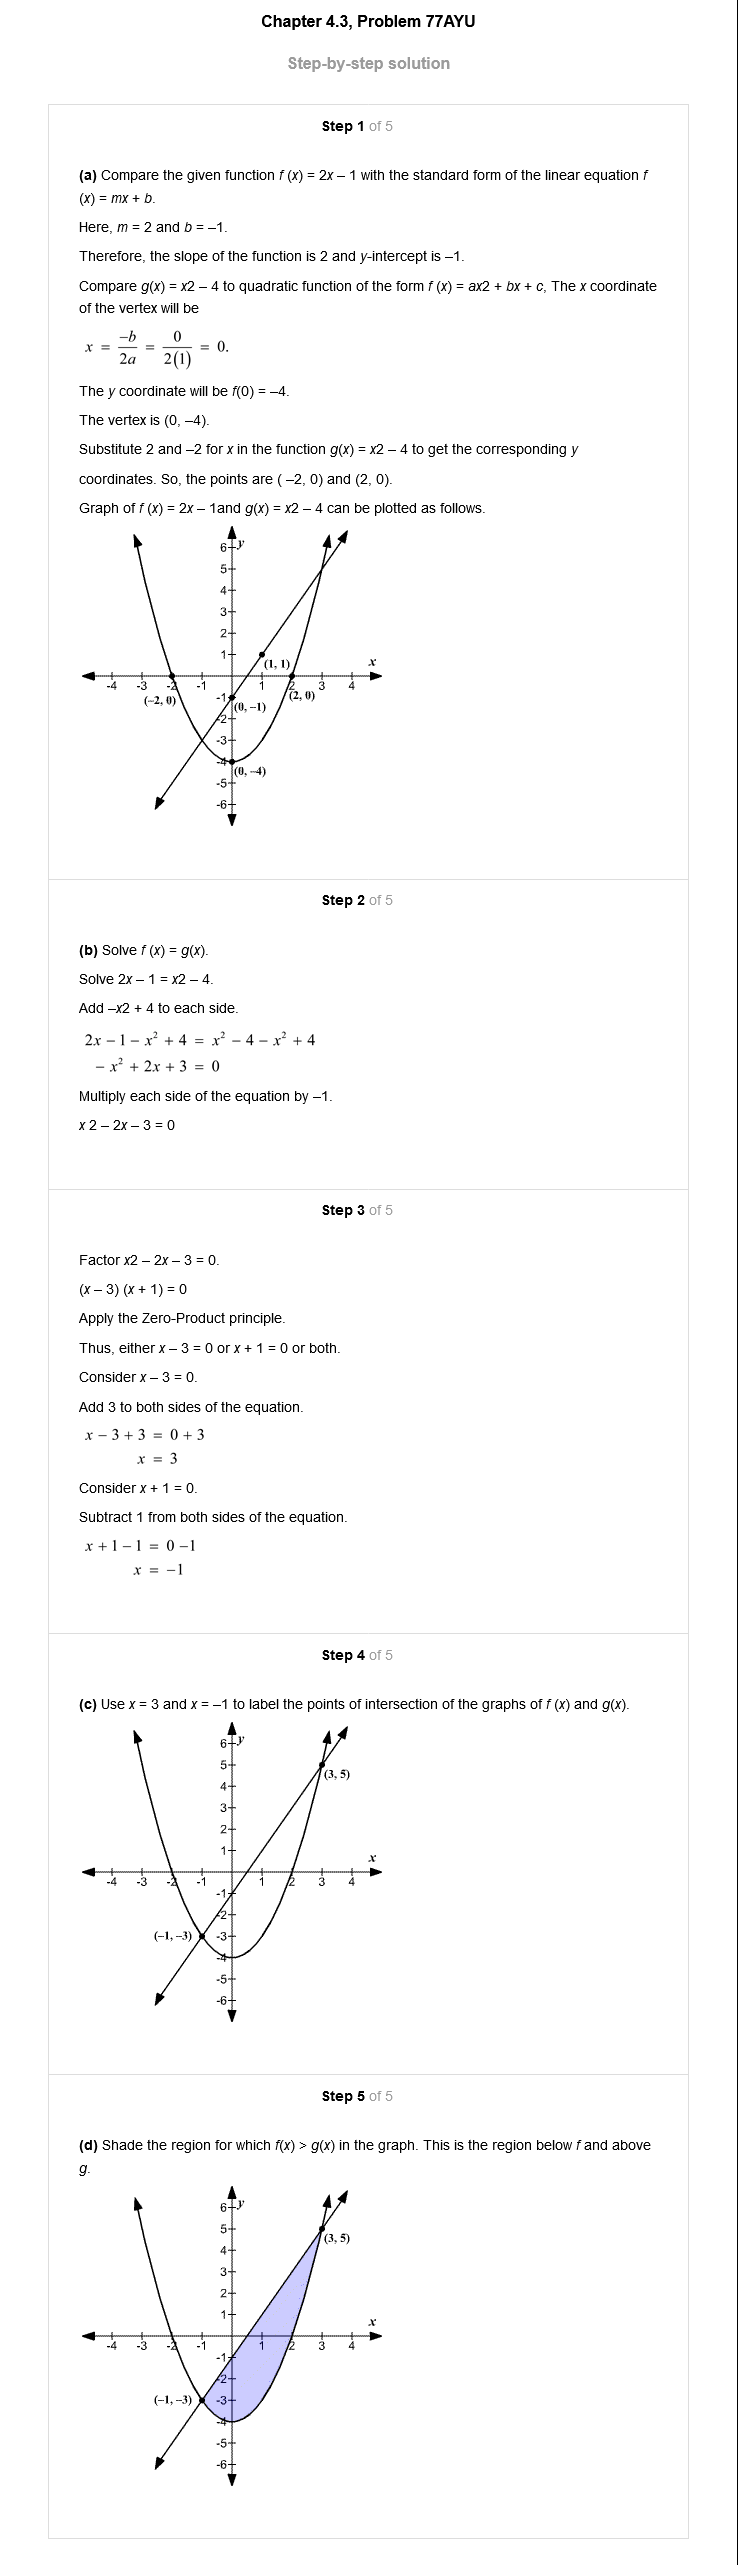 Chapter 4.3, Problem 77AYU
Step-by-step solution
Step 1 of 5
(a) Compare the given function f (x) = 2x – 1 with the standard form of the linear equation f
(x) = mx + b.
Here, m = 2 and b = –1.
Therefore, the slope of the function is 2 and y-intercept is –1.
Compare g(x) = x2 – 4 to quadratic function of the form f (x) = ax2 + bx + c, The x coordinate
of the vertex will be
x = –b/2a = 0/2(1) = 0.
The y coordinate will be f(0) = –4.
The vertex is (0, –4).
Substitute 2 and –2 for x in the function g(x) = x2 – 4 to get the corresponding y
coordinates. So, the points are ( –2, 0) and (2, 0).
Graph of f (x) = 2x – 1and g(x) = x2 – 4 can be plotted as follows.
6 y
5
4
3
2
1
(1, 1)
x
-4 -3 -2 -1 1 2 3 4
(–2, 0)
(2, 0)
-1
(0, –1)
-2
-3
-4
(0, –4)
-5
-6
Step 2 of 5
(b) Solve f (x) = g(x).
Solve 2x – 1 = x2 – 4.
Add –x2 + 4 to each side.
2x – 1 – x² + 4 = x² – 4 – x² + 4
– x² + 2x + 3 = 0
Multiply each side of the equation by –1.
x 2 – 2x – 3 = 0
Step 3 of 5
Factor x2 – 2x – 3 = 0.
(x – 3) (x + 1) = 0
Apply the Zero-Product principle.
Thus, either x – 3 = 0 or x + 1 = 0 or both.
Consider x – 3 = 0.
Add 3 to both sides of the equation.
x – 3 + 3 = 0 + 3
x = 3
Consider x + 1 = 0.
Subtract 1 from both sides of the equation.
x + 1 – 1 = 0 –1
x = –1
Step 4 of 5
(c) Use x = 3 and x = –1 to label the points of intersection of the graphs of f (x) and g(x).
6 y
5
(3, 5)
4
3
2
1
x
-4 -3 -2 -1 1 2 3 4
-1
-2
(–1, –3) -3
-4
-5
-6
Step 5 of 5
(d) Shade the region for which f(x) > g(x) in the graph. This is the region below f and above
g.
6 y
5
(3, 5)
4
3
2
1
x
-4 -3 -2 -1 1 2 3 4
-1
-2
(–1, –3) -3
-4
-5
-6